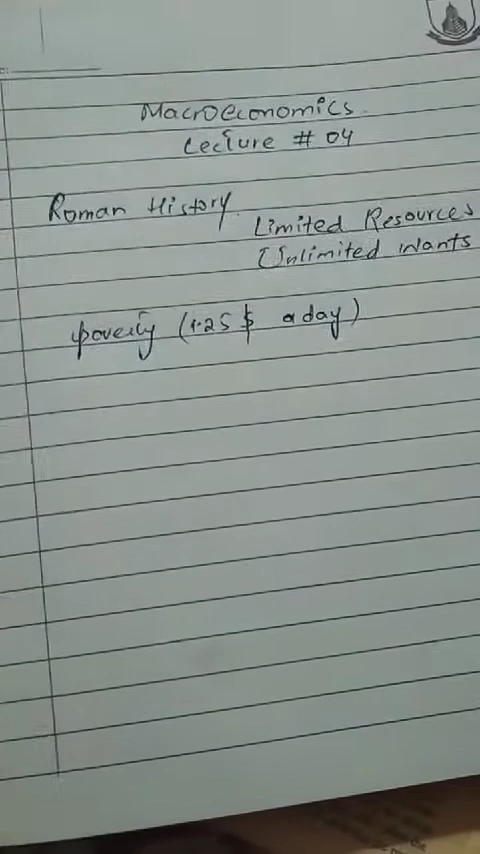 Macroeconomics
Lecture # 04
Roman History
Limited Resources
Unlimited wants
poverty (1.25 $ a day)